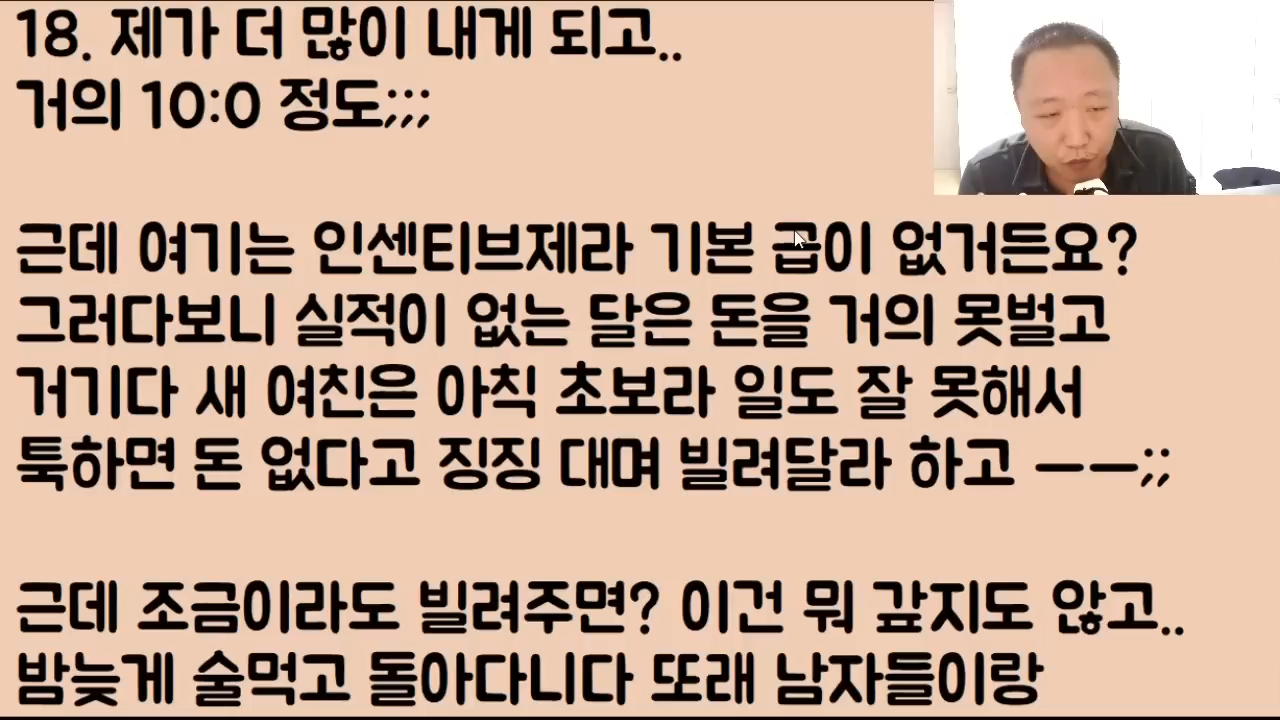 18. 제가 더 많이 내게 되고..
거의 10:0 정도;;;
근데 여기는 인센티브제라 기본 급이 없거든요?
그러다보니 실적이 없는 달은 돈을 거의 못벌고
거기다 새 여친은 아직 초보라 일도 잘 못해서
툭하면 돈 없다고 징징 대며 빌려달라 하고 ㅡㅡ;;
근데 조금이라도 빌려주면? 이건 뭐 갚지도 않고..
밤늦게 술먹고 돌아다니다 또래 남자들이랑